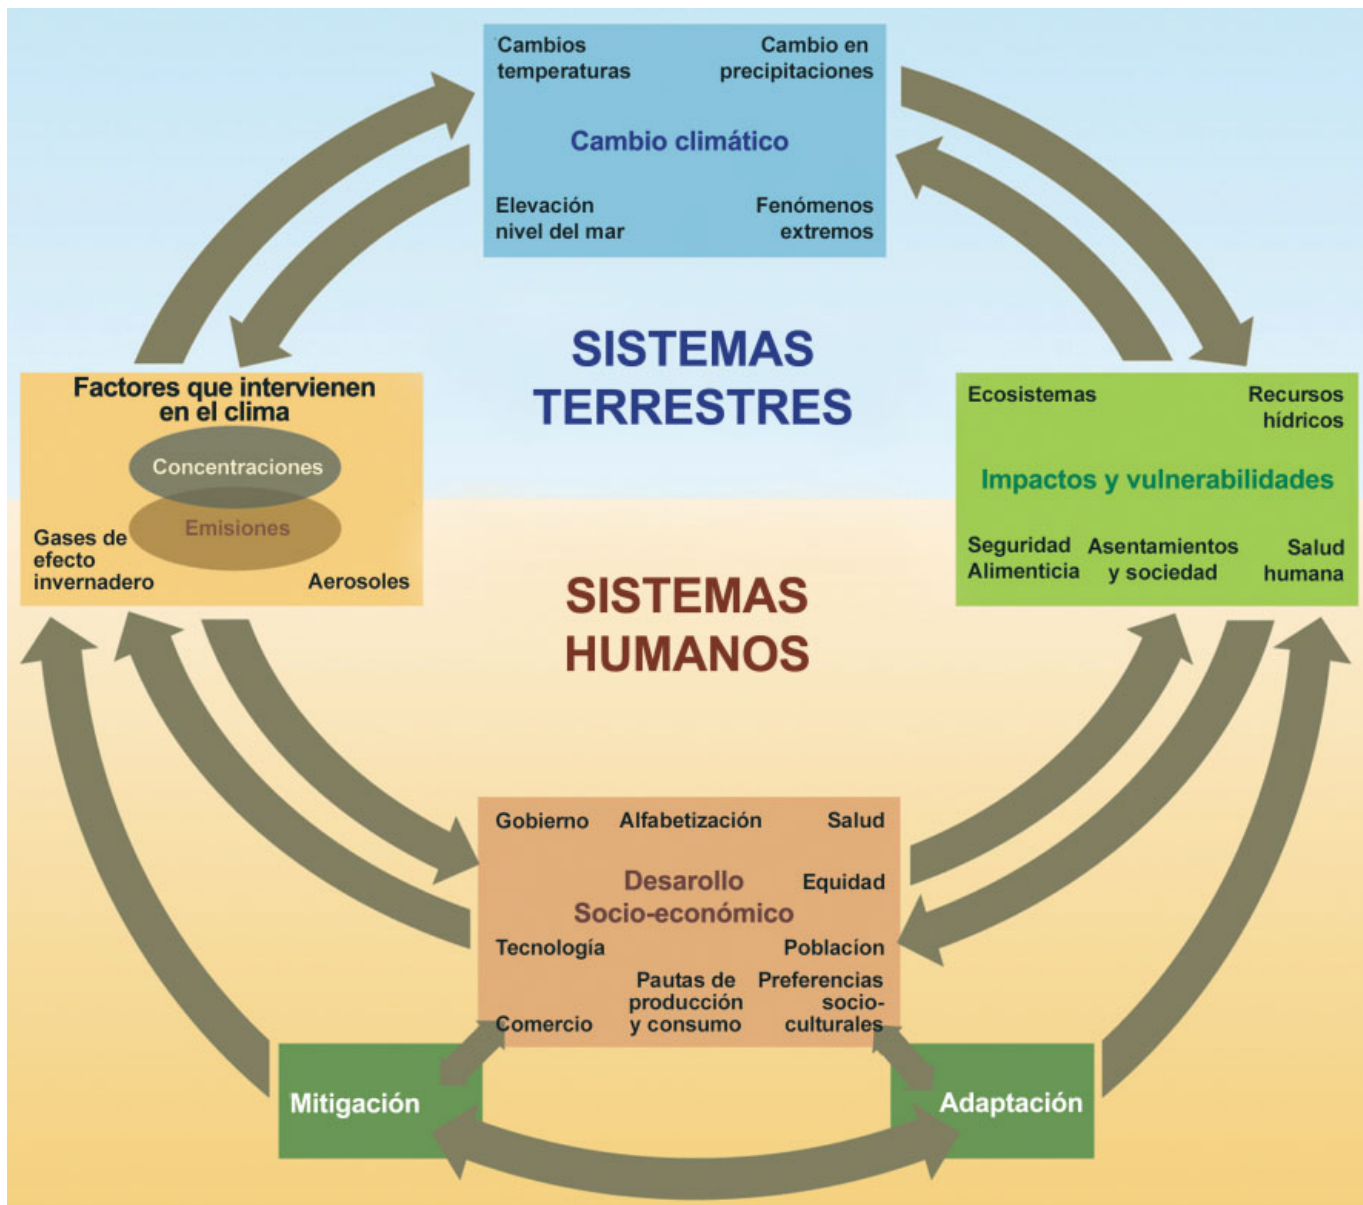 Cambios
temperaturas
Cambio en
precipitaciones
Cambio climático
Elevación
nivel del mar
Fenómenos
extremos
SISTEMAS
TERRESTRES
Factores que intervienen
en el clima
Concentraciones
Emisiones
Gases de
efecto
invernadero
Aerosoles
Ecosistemas
Recursos
hídricos
Impactos y vulnerabilidades
Seguridad
Alimenticia
Asentamientos
y sociedad
Salud
humana
SISTEMAS
HUMANOS
Gobierno
Alfabetización
Salud
Desarollo
Socio-económico
Equidad
Tecnología
Poblacion
Comercio
Pautas de
producción
y consumo
Preferencias
socio-
culturales
Mitigación
Adaptación